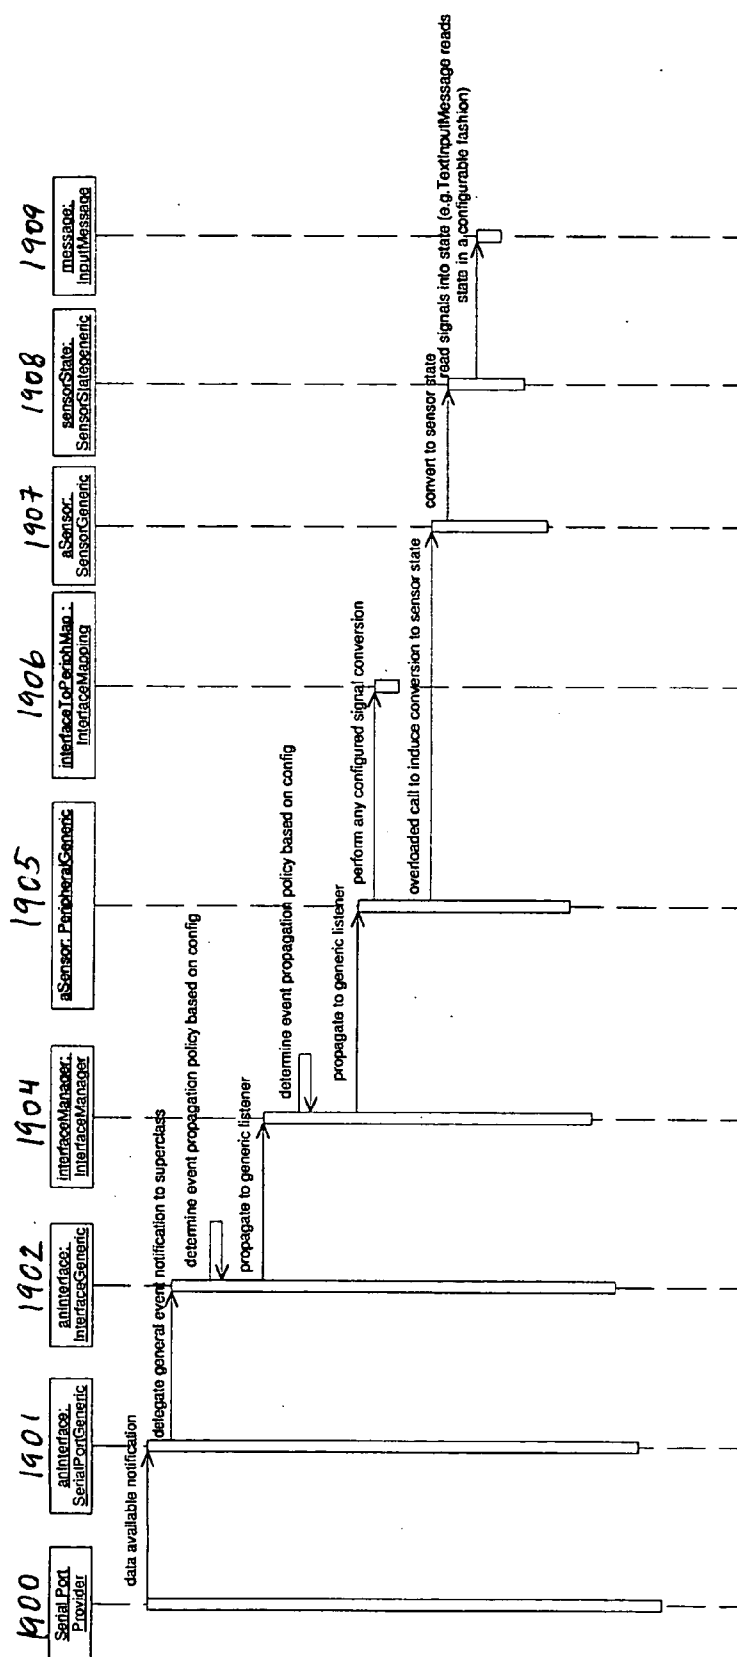 1900
Serial Port
Provider
1901
anInterface:
SerialPortGeneric
1902
anInterface:
InterfaceGeneric
1904
interfaceManager:
InterfaceManager
1905
aSensor: PeripheralGeneric
1906
interfaceToPeriphMap :
InterfaceMapping
1907
aSensor:
SensorGeneric
1908
sensorState:
SensorStategeneric
1909
message:
InputMessage
data available notification
delegate general event notification to superclass
determine event propagation policy based on config
propagate to generic listener
determine event propagation policy based on config
propagate to generic listener
perform any configured signal conversion
overloaded call to induce conversion to sensor state
convert to sensor state
read signals into state (e.g.TextInputMessage reads
state in a configurable fashion)